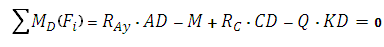 ∑M_D(F_i) = R_Ay · AD − M + R_C · CD − Q · KD = 0